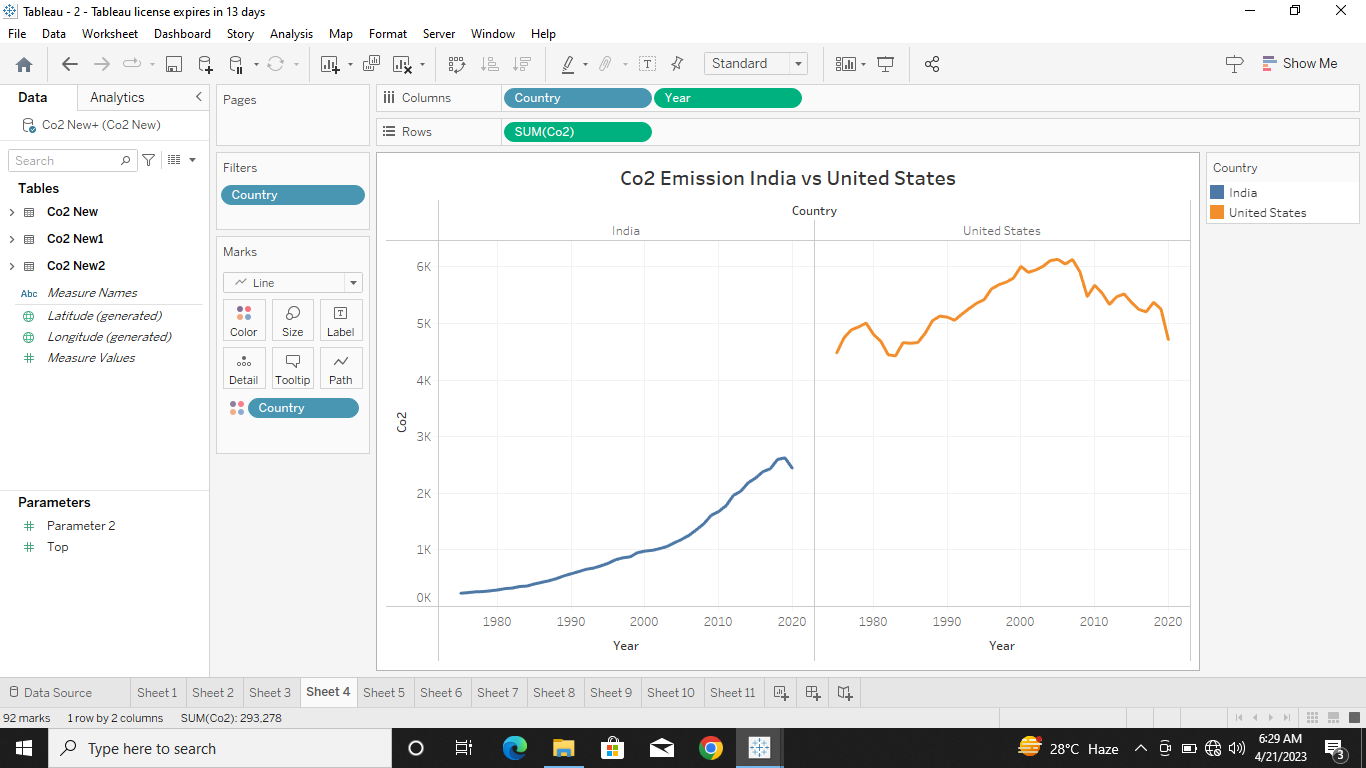 Tableau - 2 - Tableau license expires in 13 days
File Data Worksheet Dashboard Story Analysis Map Format Server Window Help
Standard
Show Me
Data Analytics
Co2 New+ (Co2 New)
Search
Tables
Co2 New
Co2 New1
Co2 New2
Abc Measure Names
Latitude (generated)
Longitude (generated)
Measure Values
Parameters
Parameter 2
Top
Pages
Filters
Country
Marks
Line
Color Size Label
Detail Tooltip Path
Country
Columns Country Year
Rows SUM(Co2)
Co2 Emission India vs United States
Country
India United States
6K
5K
4K
3K
2K
1K
0K
Co2
1980 1990 2000 2010 2020 1980 1990 2000 2010 2020
Year Year
Country
India
United States
Data Source Sheet 1 Sheet 2 Sheet 3 Sheet 4 Sheet 5 Sheet 6 Sheet 7 Sheet 8 Sheet 9 Sheet 10 Sheet 11
92 marks 1 row by 2 columns SUM(Co2): 293,278
Type here to search
28°C Haze
6:29 AM
4/21/2023
3